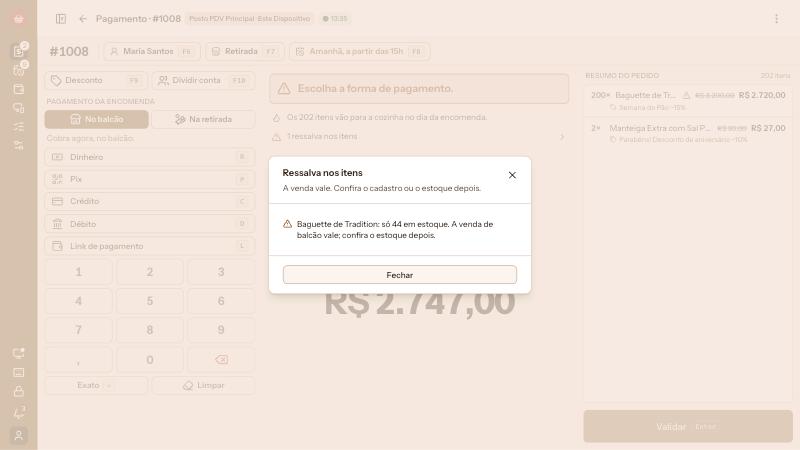 Pagamento · #1008
Posto PDV Principal · Este Dispositivo
13:35
#1008
Maria Santos F6
Retirada F7
Amanhã, a partir das 15h F8
Desconto F9
Dividir conta F10
PAGAMENTO DA ENCOMENDA
No balcão
Na retirada
Cobra agora, no balcão.
Dinheiro
Pix P
Crédito C
Débito D
Link de pagamento L
1 2 3
4 5 6
7 8 9
, 0
Exato
Limpar
Escolha a forma de pagamento.
Os 202 itens vão para a cozinha no dia da encomenda.
1 ressalva nos itens
Ressalva nos itens
A venda vale. Confira o cadastro ou o estoque depois.
Baguette de Tradition: só 44 em estoque. A venda de
balcão vale; confira o estoque depois.
Fechar
R$ 2.747,00
RESUMO DO PEDIDO 202 itens
200× Baguette de Tr... R$ 3.200,00 R$ 2.720,00
Semana do Pão −15%
2× Manteiga Extra com Sal P... R$ 30,00 R$ 27,00
Parabéns! Desconto de aniversário −10%
Validar Enter